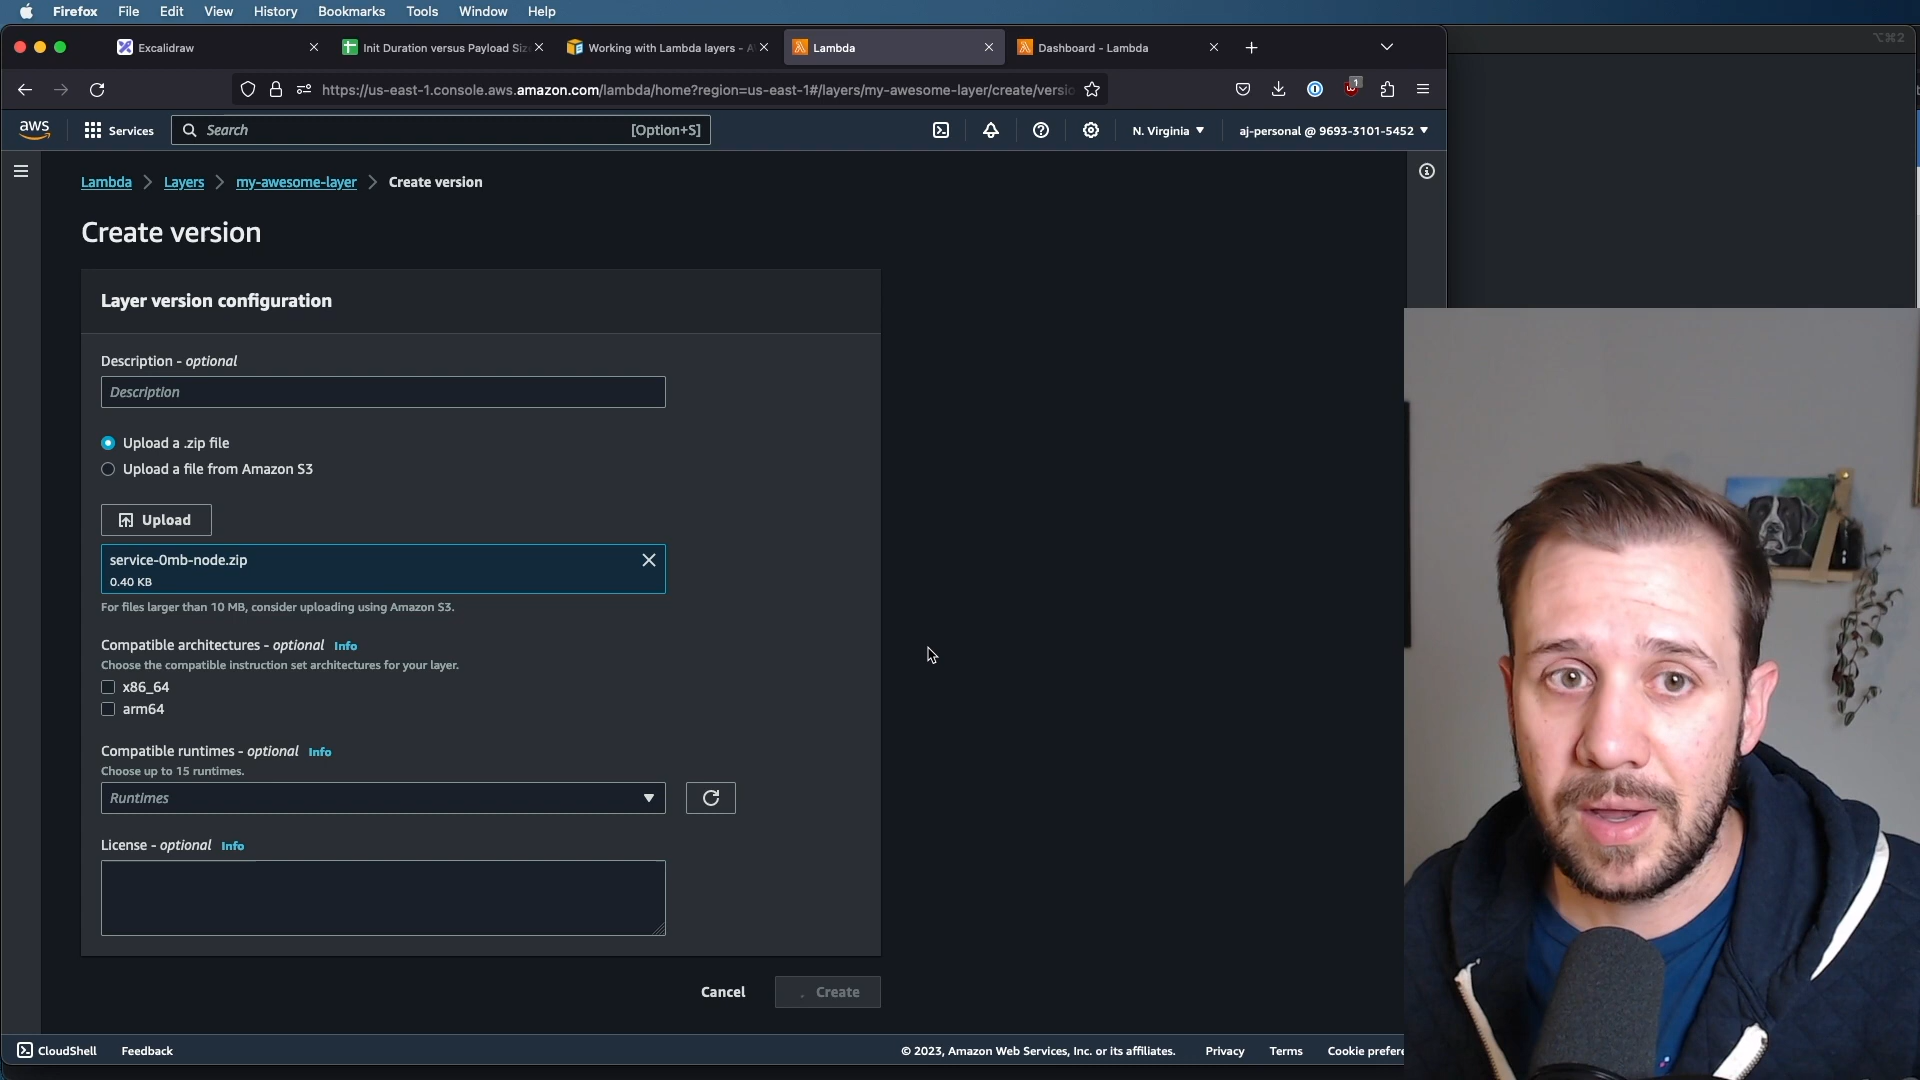 Firefox File Edit View History Bookmarks Tools Window Help
⌥⌘2
Excalidraw
Init Duration versus Payload Siz
Working with Lambda layers - A
Lambda
Dashboard - Lambda
https://us-east-1.console.aws.amazon.com/lambda/home?region=us-east-1#/layers/my-awesome-layer/create/versio
1
aws
Services
Search
[Option+S]
N. Virginia
aj-personal @ 9693-3101-5452
Lambda
Layers
my-awesome-layer
Create version
Create version
Layer version configuration
Description - optional
Description
Upload a .zip file
Upload a file from Amazon S3
Upload
service-0mb-node.zip
0.40 KB
For files larger than 10 MB, consider uploading using Amazon S3.
Compatible architectures - optional Info
Choose the compatible instruction set architectures for your layer.
x86_64
arm64
Compatible runtimes - optional Info
Choose up to 15 runtimes.
Runtimes
License - optional Info
Cancel
Create
CloudShell
Feedback
© 2023, Amazon Web Services, Inc. or its affiliates.
Privacy
Terms
Cookie prefere